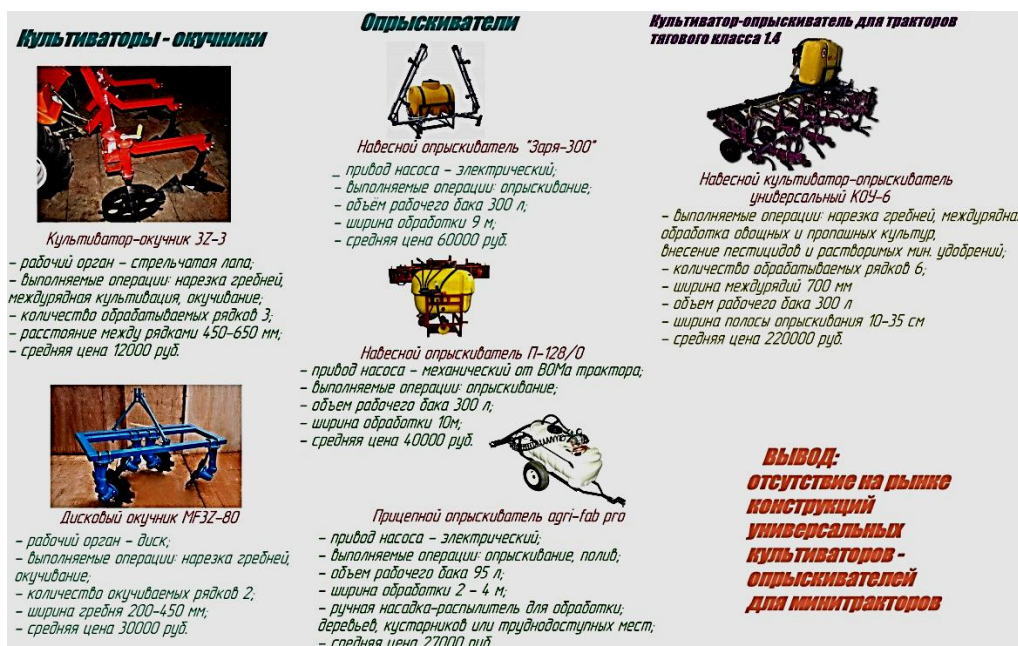 Культиваторы - окучники
Культиватор-окучник 3Z-3
- рабочий орган - стрельчатая лапа;
- выполняемые операции: нарезка гребней,
междурядная культивация, окучивание;
- количество обрабатываемых рядков 3;
- расстояние между рядками 450-650 мм;
- средняя цена 12000 руб.
Дисковый окучник MF3Z-80
- рабочий орган - диск;
- выполняемые операции: нарезка гребней,
окучивание;
- количество окучиваемых рядков 2;
- ширина гребня 200-450 мм;
- средняя цена 30000 руб.
Опрыскиватели
Навесной опрыскиватель "Заря-300"
_ привод насоса - электрический;
- выполняемые операции: опрыскивание;
- объём рабочего бака 300 л;
- ширина обработки 9 м;
- средняя цена 60000 руб.
Навесной опрыскиватель П-128/0
- привод насоса - механический от ВОМа трактора;
- выполняемые операции: опрыскивание;
- объем рабочего бака 300 л;
- ширина обработки 10м;
- средняя цена 40000 руб.
Прицепной опрыскиватель agri-fab pro
- привод насоса - электрический;
- выполняемые операции: опрыскивание, полив;
- объем рабочего бака 95 л;
- ширина обработки 2 - 4 м;
- ручная насадка-распылитель для обработки;
деревьев, кустарников или труднодоступных мест;
- средняя цена 27000 руб.
Культиватор-опрыскиватель для тракторов
тягового класса 1.4
Навесной культиватор-опрыскиватель
универсальный КОУ-6
- выполняемые операции: нарезка гребней, междурядна
обработка овощных и пропашных культур,
внесение пестицидов и растворимых мин. удобрений;
- количество обрабатываемых рядков 6;
- ширина междурядий 700 мм
- объем рабочего бака 300 л
- ширина полосы опрыскивания 10-35 см
- средняя цена 220000 руб.
ВЫВОД:
отсутствие на рынке
конструкций
универсальных
культиваторов -
опрыскивателей
для минитракторов